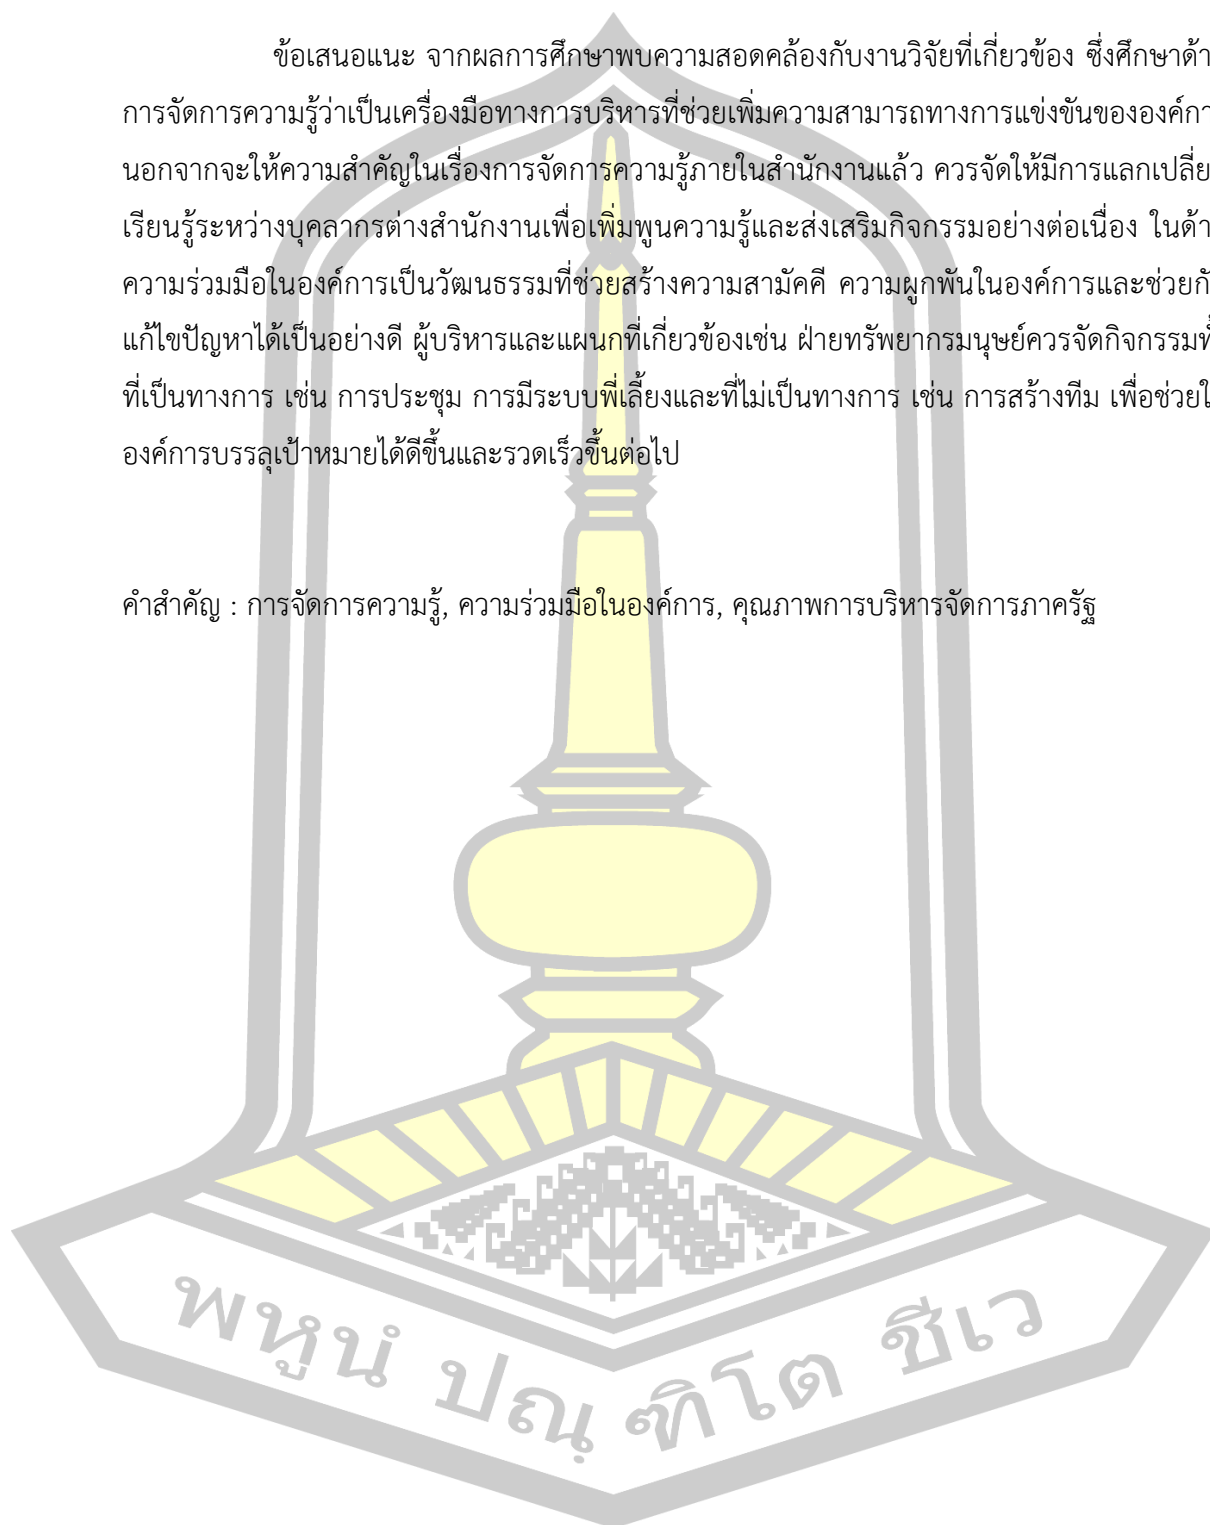 ข้อเสนอแนะ จากผลการศึกษาพบความสอดคล้องกับงานวิจัยที่เกี่ยวข้อง ซึ่งศึกษาด้า
การจัดการความรู้ว่าเป็นเครื่องมือทางการบริหารที่ช่วยเพิ่มความสามารถทางการแข่งขันขององค์กา
นอกจากจะให้ความสำคัญในเรื่องการจัดการความรู้ภายในสำนักงานแล้ว ควรจัดให้มีการแลกเปลี่ย
เรียนรู้ระหว่างบุคลากรต่างสำนักงานเพื่อเพิ่มพูนความรู้และส่งเสริมกิจกรรมอย่างต่อเนื่อง ในด้า
ความร่วมมือในองค์การเป็นวัฒนธรรมที่ช่วยสร้างความสามัคคี ความผูกพันในองค์การและช่วยกั
แก้ไขปัญหาได้เป็นอย่างดี ผู้บริหารและแผนกที่เกี่ยวข้องเช่น ฝ่ายทรัพยากรมนุษย์ควรจัดกิจกรรมทั้
ที่เป็นทางการ เช่น การประชุม การมีระบบพี่เลี้ยงและที่ไม่เป็นทางการ เช่น การสร้างทีม เพื่อช่วยใ
องค์การบรรลุเป้าหมายได้ดีขึ้นและรวดเร็วขึ้นต่อไป
คำสำคัญ : การจัดการความรู้, ความร่วมมือในองค์การ, คุณภาพการบริหารจัดการภาครัฐ
พหูนํ ปณฺฑิโต ชีเว